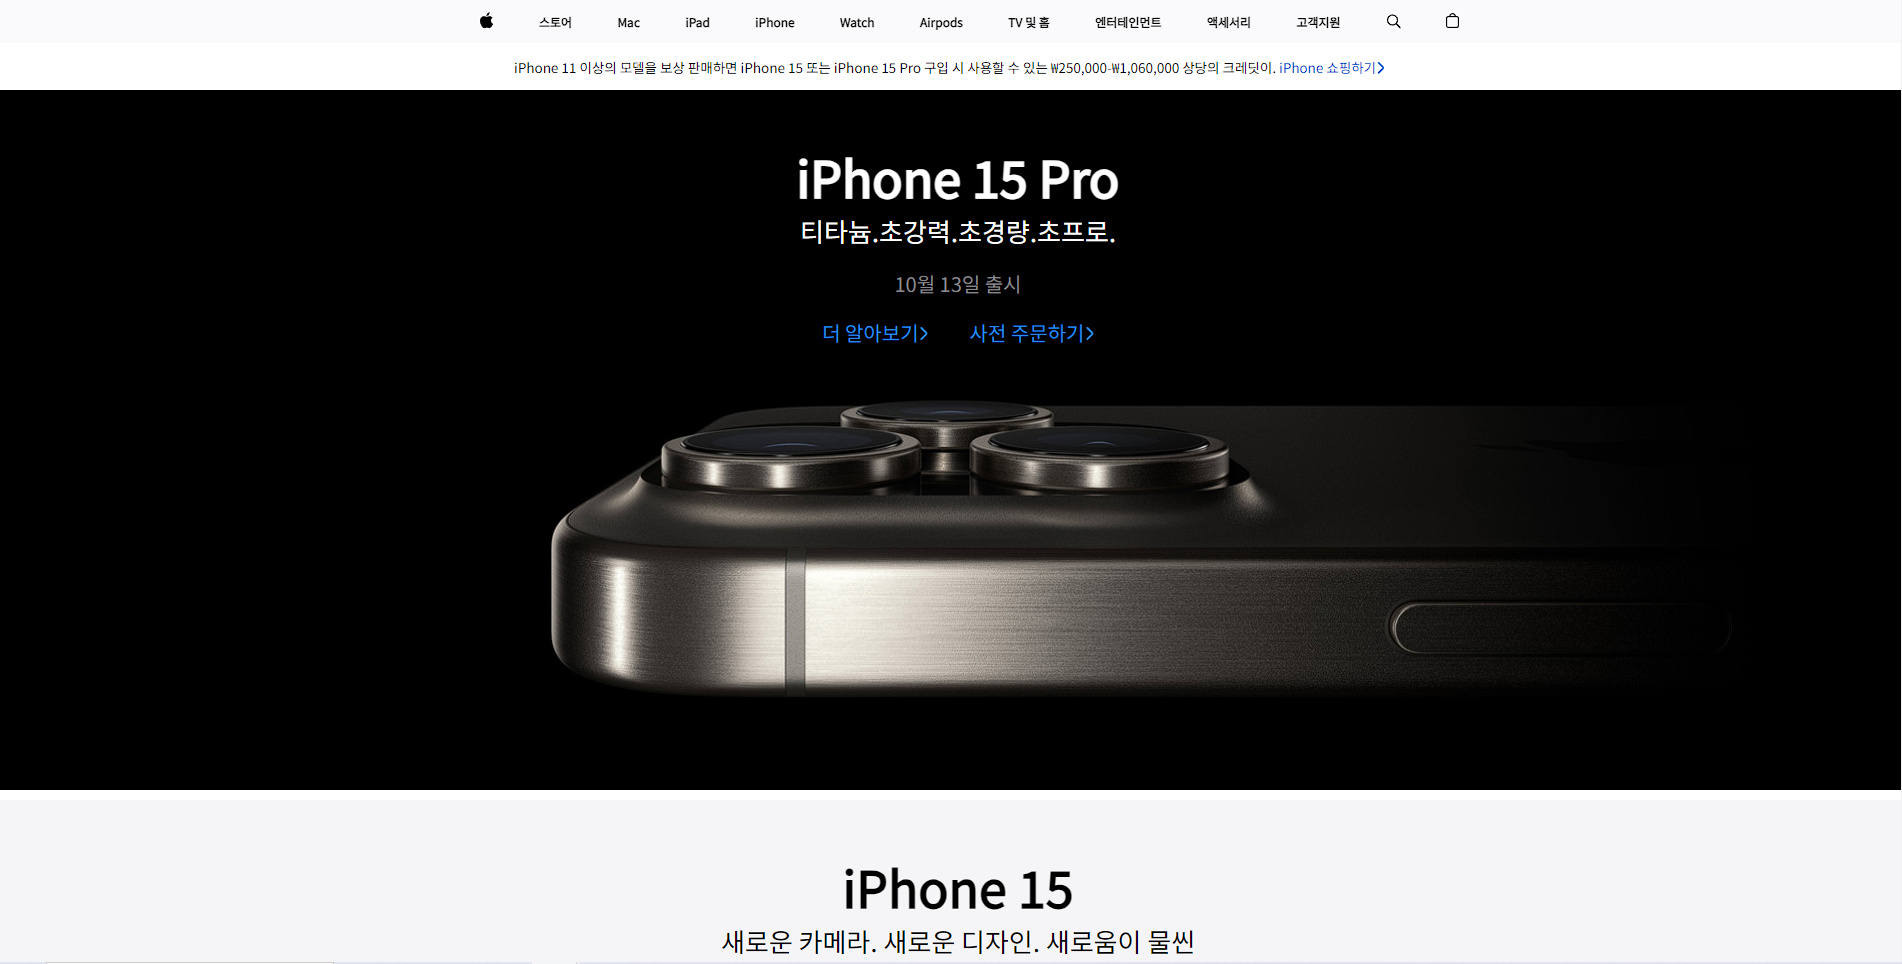 스토어 Mac iPad iPhone Watch Airpods TV 및 홈 엔터테인먼트 액세서리 고객지원
iPhone 11 이상의 모델을 보상 판매하면 iPhone 15 또는 iPhone 15 Pro 구입 시 사용할 수 있는 ₩250,000-₩1,060,000 상당의 크레딧이. iPhone 쇼핑하기
iPhone 15 Pro
티타늄.초강력.초경량.초프로.
10월 13일 출시
더 알아보기 사전 주문하기
iPhone 15
새로운 카메라. 새로운 디자인. 새로움이 물씬